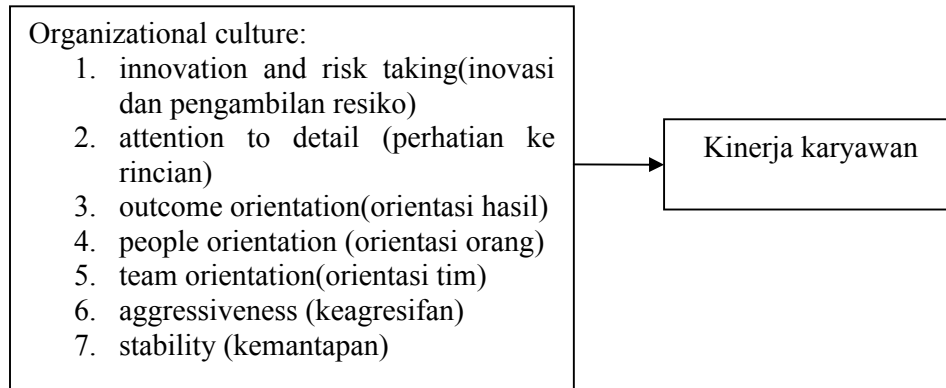 Organizational culture:
1. innovation and risk taking(inovasi
dan pengambilan resiko)
2. attention to detail (perhatian ke
rincian)
3. outcome orientation(orientasi hasil)
4. people orientation (orientasi orang)
5. team orientation(orientasi tim)
6. aggressiveness (keagresifan)
7. stability (kemantapan)
Kinerja karyawan